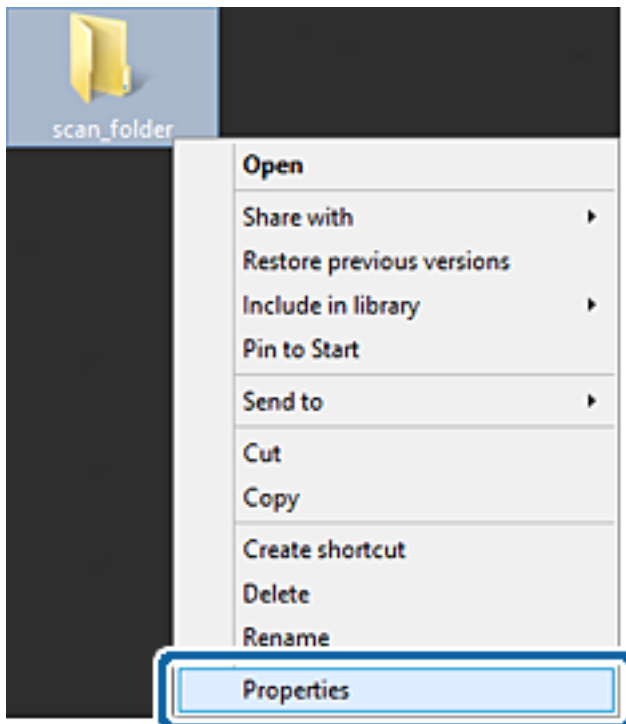 scan_folder
Open
Share with
Restore previous versions
Include in library
Pin to Start
Send to
Cut
Copy
Create shortcut
Delete
Rename
Properties